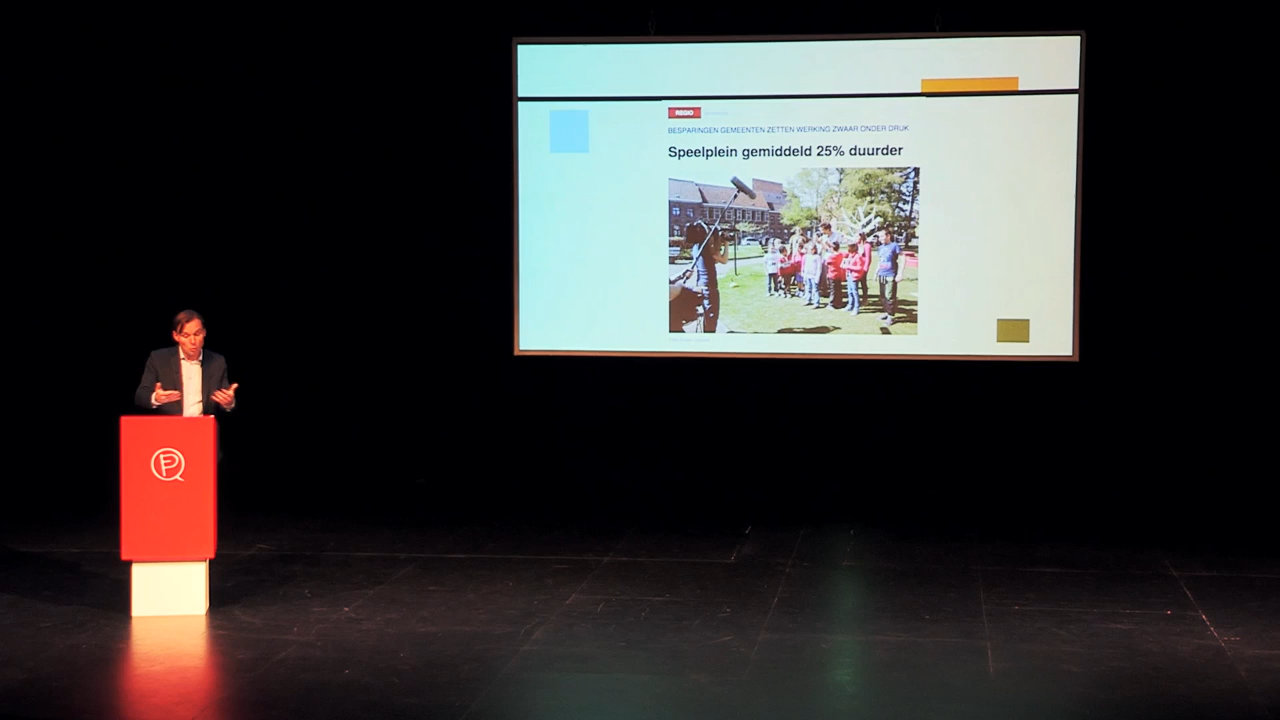 REGIO
BESPARINGEN GEMEENTEN ZETTEN WERKING ZWAAR ONDER DRUK
Speelplein gemiddeld 25% duurder